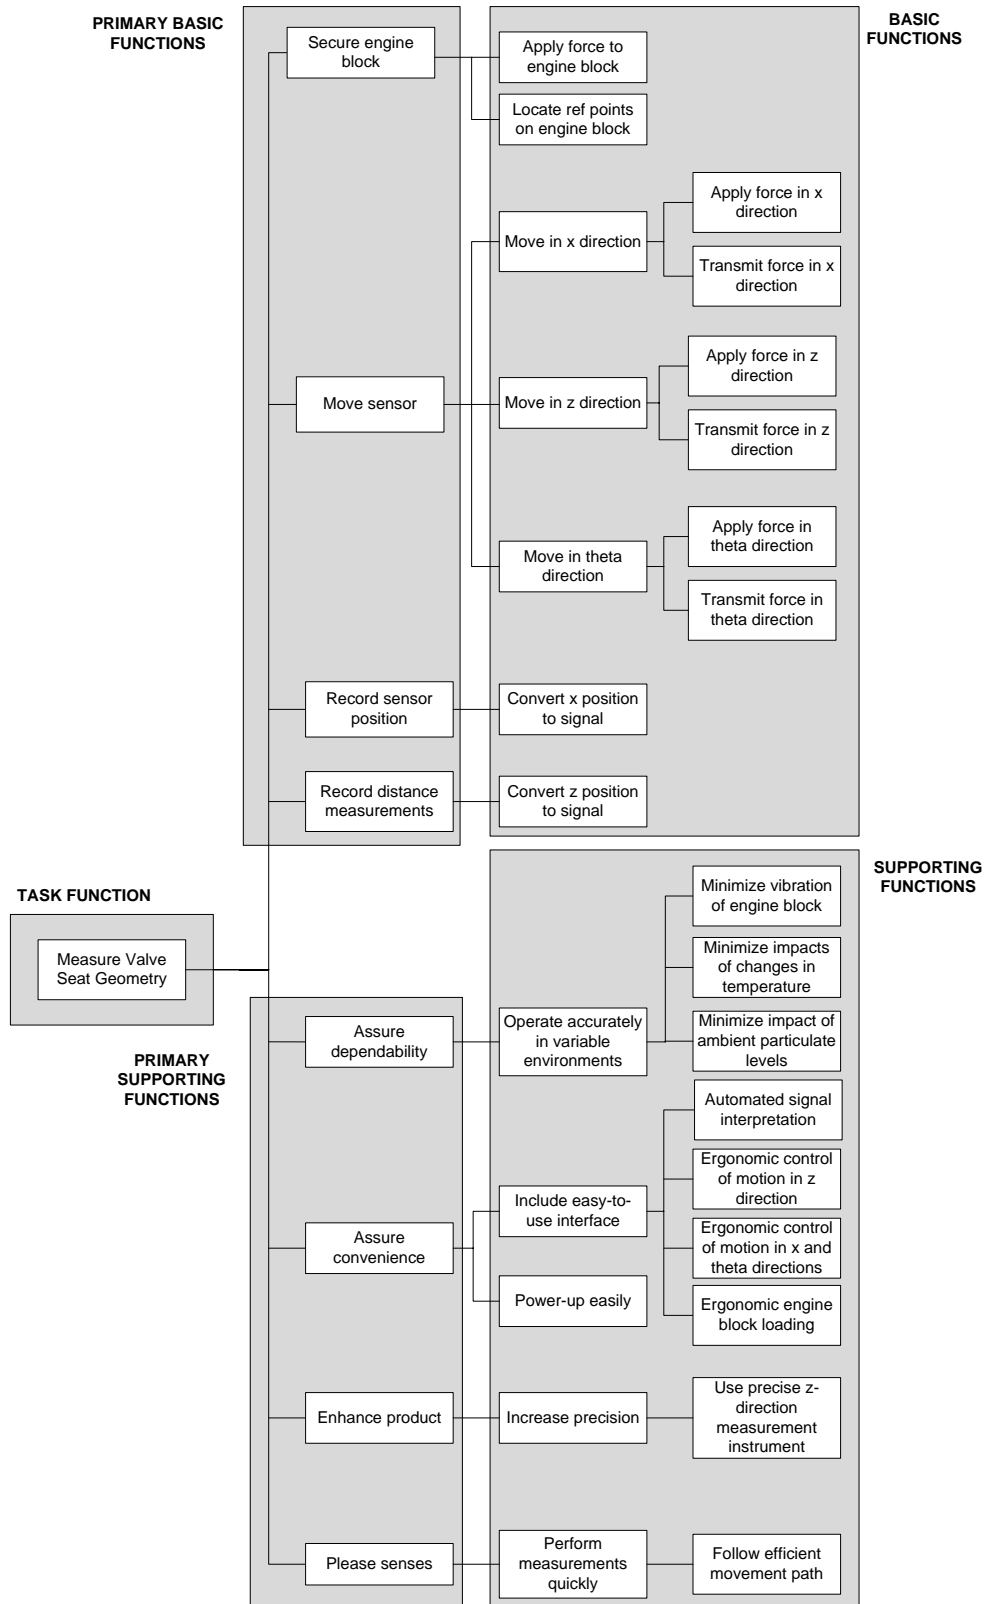 PRIMARY BASIC
FUNCTIONS
BASIC
FUNCTIONS
Secure engine
block
Apply force to
engine block
Locate ref points
on engine block
Move sensor
Move in x direction
Apply force in x
direction
Transmit force in x
direction
Move in z direction
Apply force in z
direction
Transmit force in z
direction
Move in theta
direction
Apply force in
theta direction
Transmit force in
theta direction
Record sensor
position
Convert x position
to signal
Record distance
measurements
Convert z position
to signal
TASK FUNCTION
Measure Valve
Seat Geometry
SUPPORTING
FUNCTIONS
PRIMARY
SUPPORTING
FUNCTIONS
Assure
dependability
Operate accurately
in variable
environments
Minimize vibration
of engine block
Minimize impacts
of changes in
temperature
Minimize impact of
ambient particulate
levels
Assure
convenience
Include easy-to-
use interface
Automated signal
interpretation
Ergonomic control
of motion in z
direction
Ergonomic control
of motion in x and
theta directions
Ergonomic engine
block loading
Power-up easily
Enhance product
Increase precision
Use precise z-
direction
measurement
instrument
Please senses
Perform
measurements
quickly
Follow efficient
movement path